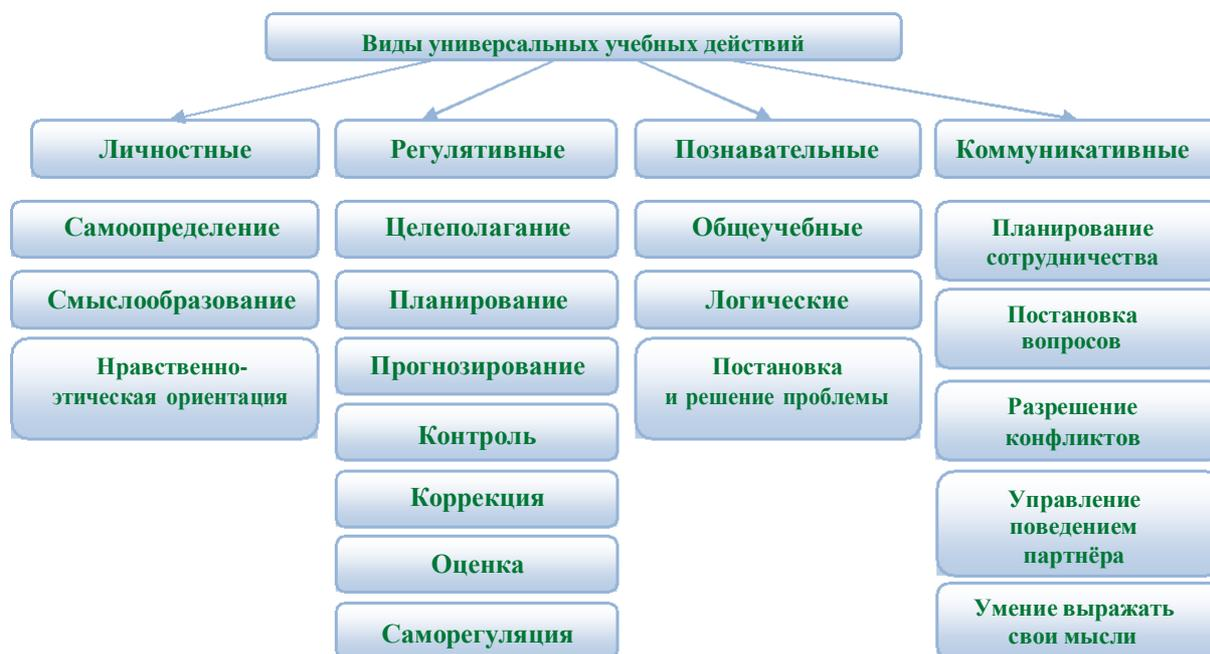 Виды универсальных учебных действий
Личностные
Регулятивные
Познавательные
Коммуникативные
Самоопределение
Смыслообразование
Нравственно-
этическая ориентация
Целеполагание
Планирование
Прогнозирование
Контроль
Коррекция
Оценка
Саморегуляция
Общеучебные
Логические
Постановка
и решение проблемы
Планирование
сотрудничества
Постановка
вопросов
Разрешение
конфликтов
Управление
поведением
партнёра
Умение выражать
свои мысли